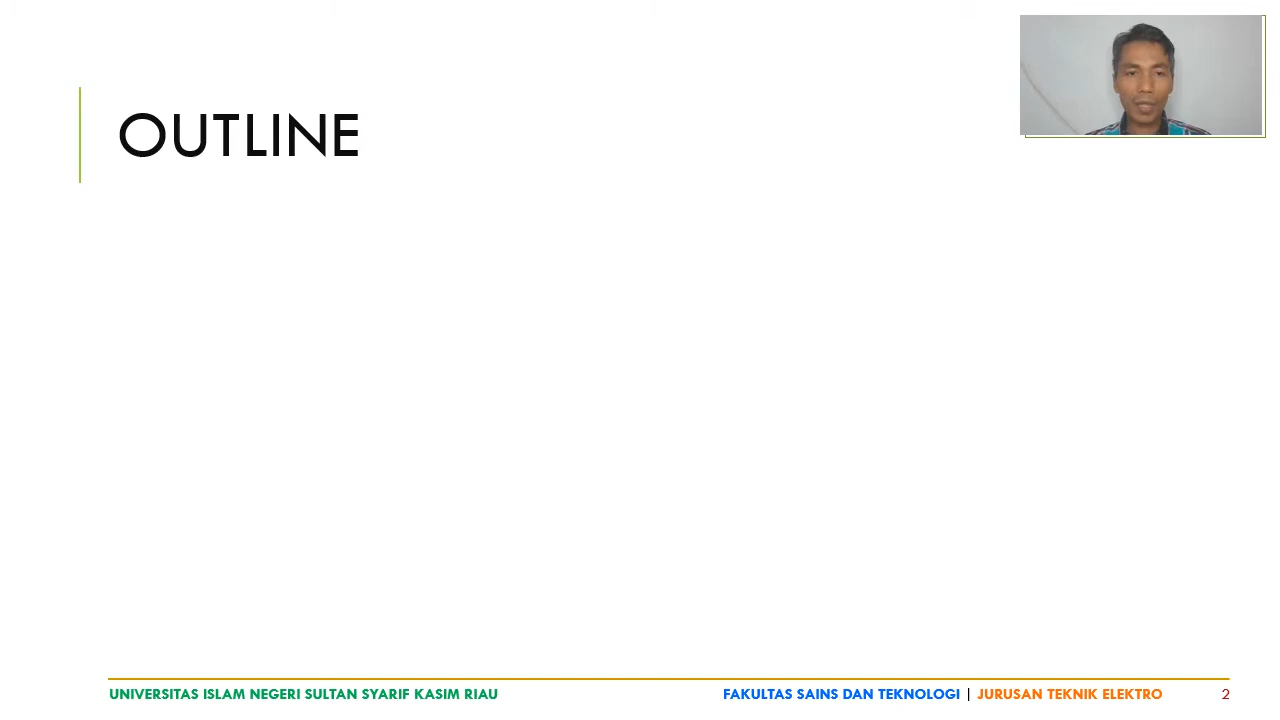 OUTLINE
UNIVERSITAS ISLAM NEGERI SULTAN SYARIF KASIM RIAU
FAKULTAS SAINS DAN TEKNOLOGI | JURUSAN TEKNIK ELEKTRO
2